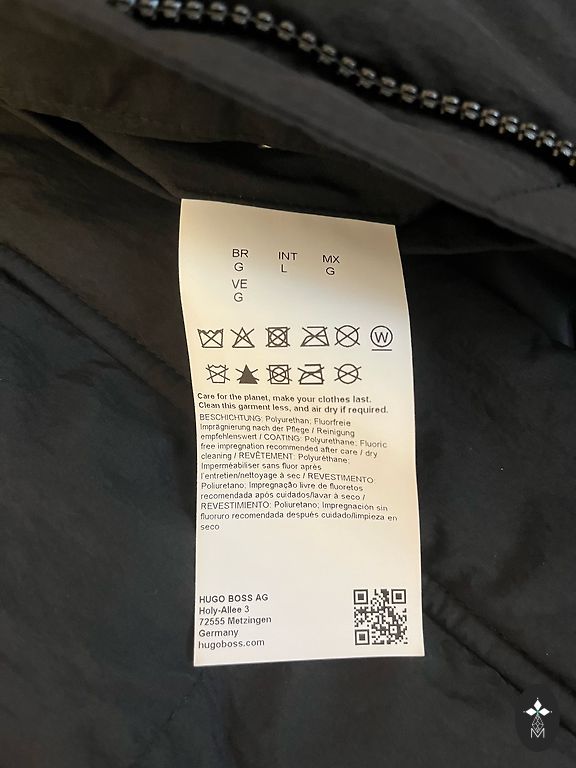 BR INT MX
G L G
VE
G
W
Care for the planet, make your clothes last.
Clean this garment less, and air dry if required.
BESCHICHTUNG: Polyurethan; Fluorfreie
Imprägnierung nach der Pflege / Reinigung
empfehlenswert / COATING: Polyurethane; Fluoric
free impregnation recommended after care / dry
cleaning / REVÊTEMENT: Polyuréthane;
Imperméabiliser sans fluor après
l'entretien/nettoyage à sec / REVESTIMENTO:
Poliuretano; Impregnação livre de fluoretos
recomendada após cuidados/lavar à seco /
REVESTIMIENTO: Poliuretano; Impregnación sin
fluoruro recomendada después cuidado/limpieza en
seco
HUGO BOSS AG
Holy-Allee 3
72555 Metzingen
Germany
hugoboss.com
M